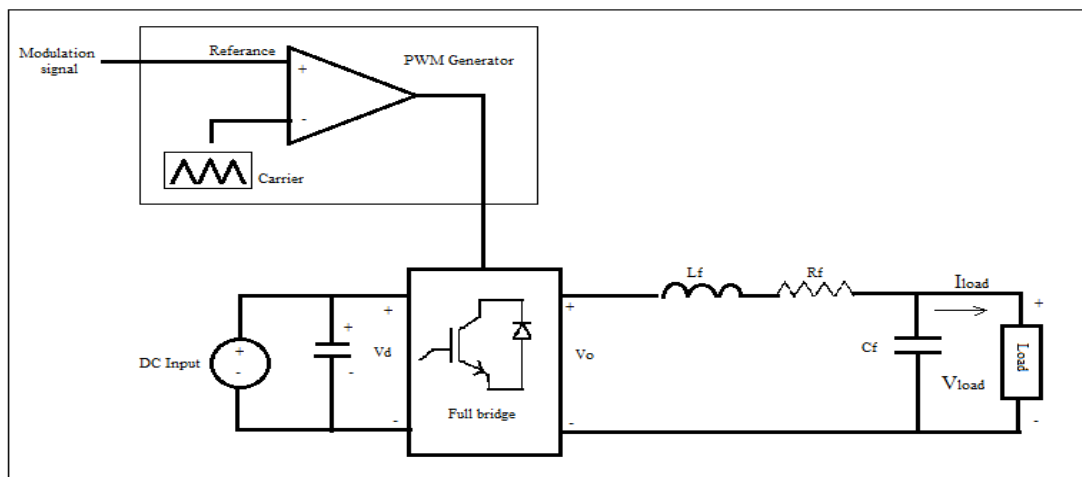 Modulation
signal
Referance
+
-
PWM Generator
Carrier
Lf
Rf
Iload
DC Input
+
-
+
-
+
Vd
-
Full bridge
+
Vo
-
Cf
Vload
+
Load
-